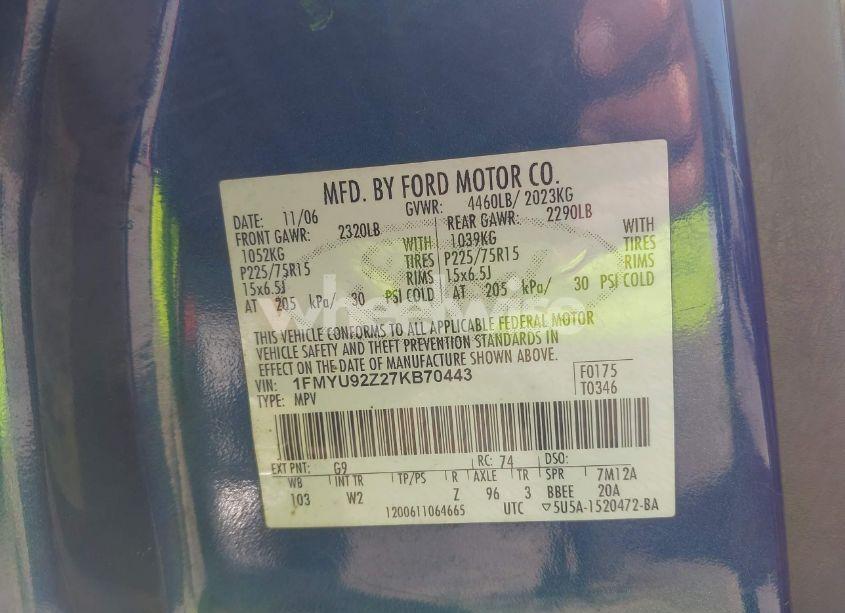 MFD. BY FORD MOTOR CO.
DATE: 11/06 GVWR: 4460LB/ 2023KG
FRONT GAWR: 2320LB REAR GAWR: 2290LB
1052KG WITH 1039KG WITH
P225/75R15 TIRES P225/75R15 TIRES
15x6.5J RIMS 15x6.5J RIMS
AT 205 kPa/ 30 PSI COLD AT 205 kPa/ 30 PSI COLD
wheelwise
THIS VEHICLE CONFORMS TO ALL APPLICABLE FEDERAL MOTOR
VEHICLE SAFETY AND THEFT PREVENTION STANDARDS IN
EFFECT ON THE DATE OF MANUFACTURE SHOWN ABOVE.
VIN: 1FMYU92Z27KB70443 F0175
TYPE: MPV T0346
EXT PNT: G9 RC: 74 DSO:
WB INT TR TP/PS R AXLE TR SPR 7M12A
103 W2 Z 96 3 BBEE 20A
1200611064665 UTC ▽5U5A-1520472-BA